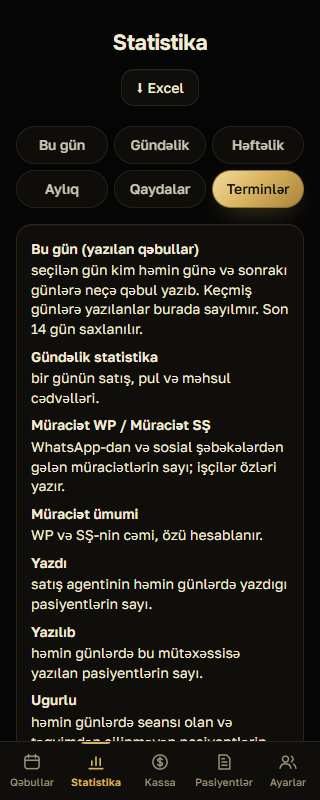 Statistika
⭳ Excel
Bu gün
Gündəlik
Həftəlik
Aylıq
Qaydalar
Terminlər
Bu gün (yazılan qəbullar)
seçilən gün kim həmin günə və sonrakı
günlərə neçə qəbul yazıb. Keçmiş
günlərə yazılanlar burada sayılmır. Son
14 gün saxlanılır.
Gündəlik statistika
bir günün satış, pul və məhsul
cədvəlləri.
Müraciət WP / Müraciət SŞ
WhatsApp-dan və sosial şəbəkələrdən
gələn müraciətlərin sayı; işçilər özləri
yazır.
Müraciət ümumi
WP və SŞ-nin cəmi, özü hesablanır.
Yazdı
satış agentinin həmin günlərdə yazdığı
pasiyentlərin sayı.
Yazılıb
həmin günlərdə bu mütəxəssisə
yazılan pasiyentlərin sayı.
Ugurlu
həmin günlərdə seansı olan və
Qəbullar
Statistika
Kassa
Pasiyentlər
Ayarlar